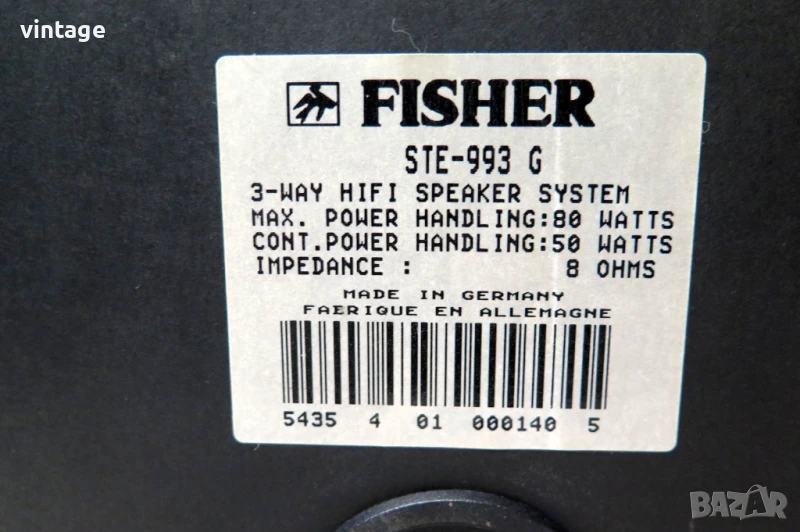 vintage
FISHER
STE-993 G
3-WAY HIFI SPEAKER SYSTEM
MAX. POWER HANDLING:80 WATTS
CONT.POWER HANDLING:50 WATTS
IMPEDANCE : 8 OHMS
MADE IN GERMANY
FAERIQUE EN ALLEMAGNE
5435 4 01 000140 5
BAZAR